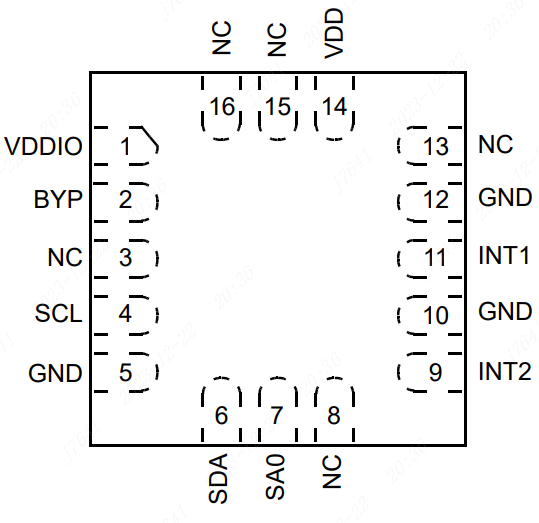 NC NC VDD
16 15 14
VDDIO 1 13 NC
BYP 2 12 GND
NC 3 11 INT1
SCL 4 10 GND
GND 5 9 INT2
6 7 8
SDA SA0 NC